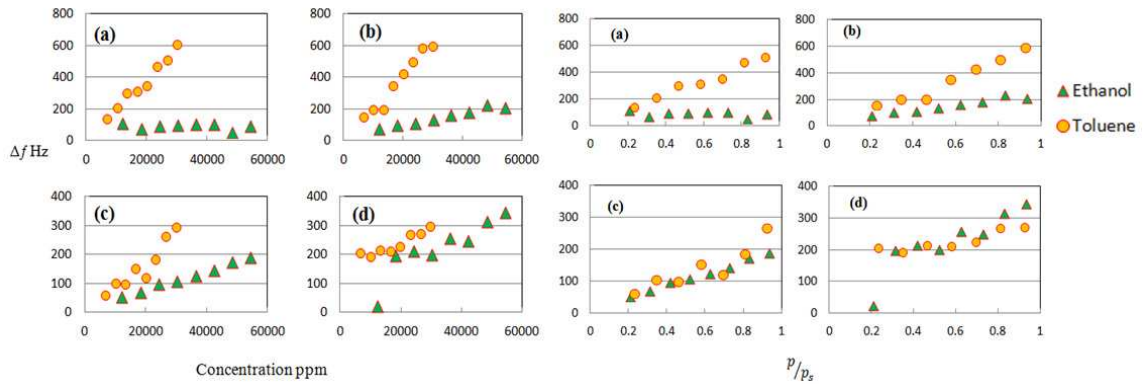 800 800 800 800
(a) (b) (a) (b)
600 600 600 600
400 400 400 400
200 200 200 200
0 0 0 0
0 20000 40000 60000 0 20000 40000 60000 0 0.2 0.4 0.6 0.8 1 0 0.2 0.4 0.6 0.8 1
Ethanol
Toluene
Δf Hz
400 400 400 400
(c) (d) (c) (d)
300 300 300 300
200 200 200 200
100 100 100 100
0 0 0 0
0 20000 40000 60000 0 20000 40000 60000 0 0.2 0.4 0.6 0.8 1 0 0.2 0.4 0.6 0.8 1
Concentration ppm
p/ps